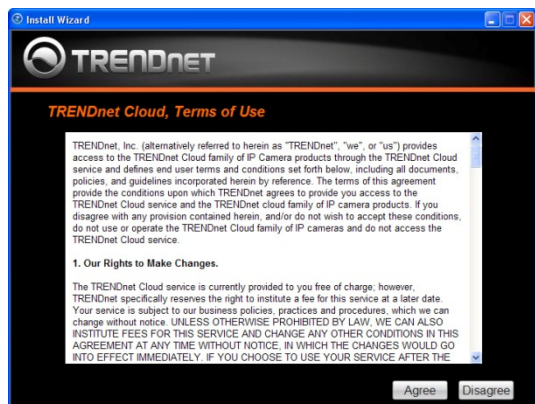 Install Wizard
TRENDNET
TRENDnet Cloud, Terms of Use
TRENDnet, Inc. (alternatively referred to herein as "TRENDnet", "we", or "us") provides
access to the TRENDnet Cloud family of IP Camera products through the TRENDnet Cloud
service and defines end user terms and conditions set forth below, including all documents,
policies, and guidelines incorporated herein by reference. The terms of this agreement
provide the conditions upon which TRENDnet agrees to provide you access to the
TRENDnet Cloud service and the TRENDnet cloud family of IP camera products. If you
disagree with any provision contained herein, and/or do not wish to accept these conditions,
do not use or operate the TRENDnet Cloud family of IP cameras and do not access the
TRENDnet Cloud service.
1. Our Rights to Make Changes.
The TRENDnet Cloud service is currently provided to you free of charge; however,
TRENDnet specifically reserves the right to institute a fee for this service at a later date.
Your service is subject to our business policies, practices and procedures, which we can
change without notice. UNLESS OTHERWISE PROHIBITED BY LAW, WE CAN ALSO
INSTITUTE FEES FOR THIS SERVICE AND CHANGE ANY OTHER CONDITIONS IN THIS
AGREEMENT AT ANY TIME WITHOUT NOTICE, IN WHICH THE CHANGES WOULD GO
INTO EFFECT IMMEDIATELY. IF YOU CHOOSE TO USE YOUR SERVICE AFTER THE
Agree Disagree